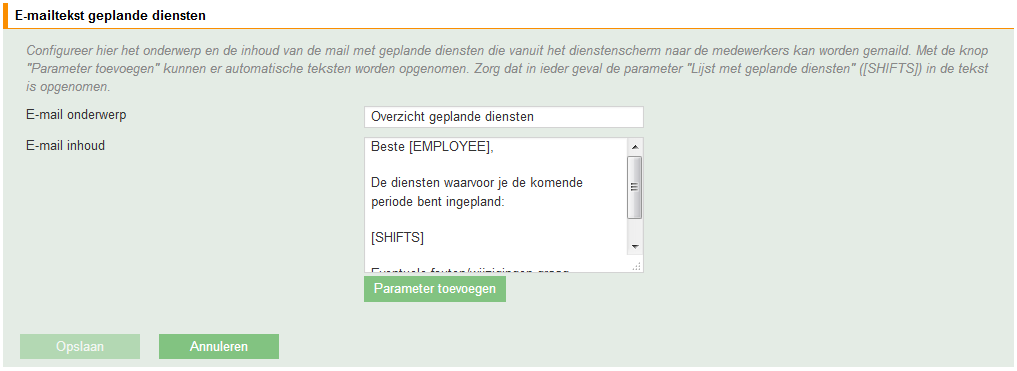 E-mailtekst geplande diensten
Configureer hier het onderwerp en de inhoud van de mail met geplande diensten die vanuit het dienstenscherm naar de medewerkers kan worden gemaild. Met de knop
"Parameter toevoegen" kunnen er automatische teksten worden opgenomen. Zorg dat in ieder geval de parameter "Lijst met geplande diensten" ([SHIFTS]) in de tekst
is opgenomen.
E-mail onderwerp
Overzicht geplande diensten
E-mail inhoud
Beste [EMPLOYEE],
De diensten waarvoor je de komende
periode bent ingepland:
[SHIFTS]
Eventuele fouten/wijzigingen graag
Parameter toevoegen
Opslaan
Annuleren